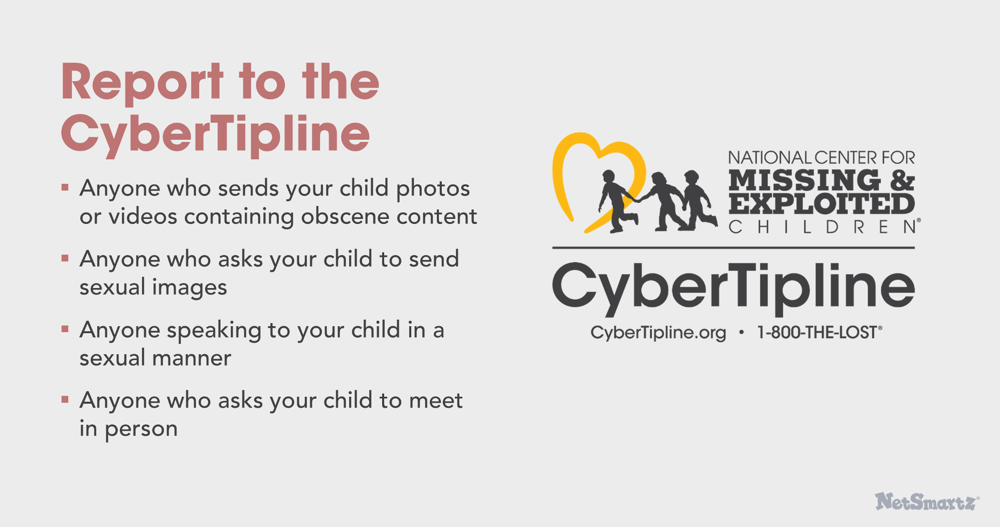 Report to the
CyberTipline
▪ Anyone who sends your child photos
or videos containing obscene content
▪ Anyone who asks your child to send
sexual images
▪ Anyone speaking to your child in a
sexual manner
▪ Anyone who asks your child to meet
in person
NATIONAL CENTER FOR
MISSING &
EXPLOITED
CHILDREN®
CyberTipline
CyberTipline.org • 1-800-THE-LOST®
NetSmartz®